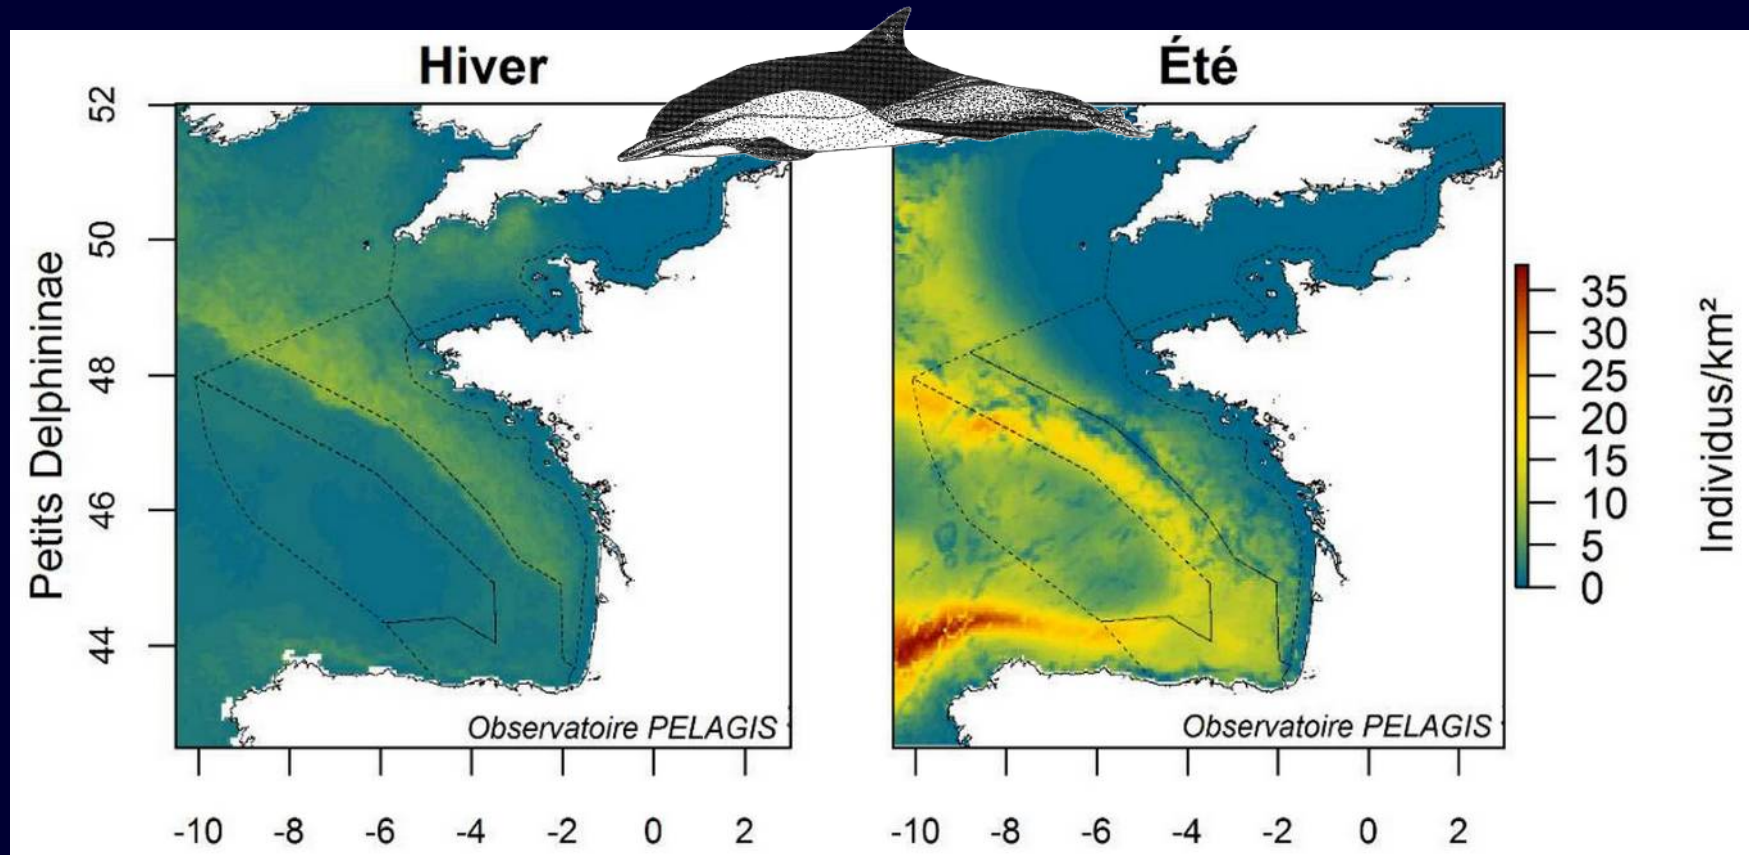 Hiver
Été
Petits Delphininae
52
50
48
46
44
Observatoire PELAGIS
-10 -8 -6 -4 -2 0 2
Observatoire PELAGIS
-10 -8 -6 -4 -2 0 2
35
30
25
20
15
10
5
0
Individus/km²